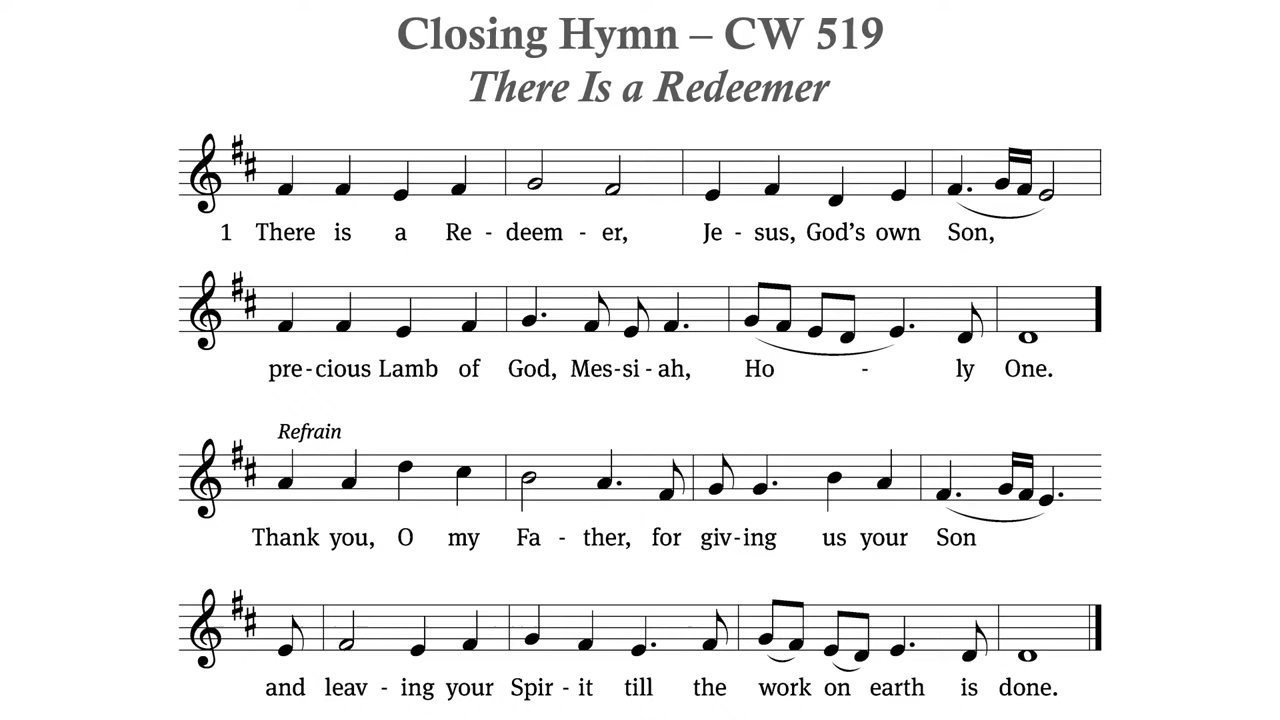 Closing Hymn – CW 519
There Is a Redeemer
1 There is a Re - deem - er, Je - sus, God's own Son,
pre - cious Lamb of God, Mes - si - ah, Ho - ly One.
Refrain
Thank you, O my Fa - ther, for giv - ing us your Son
and leav - ing your Spir - it till the work on earth is done.